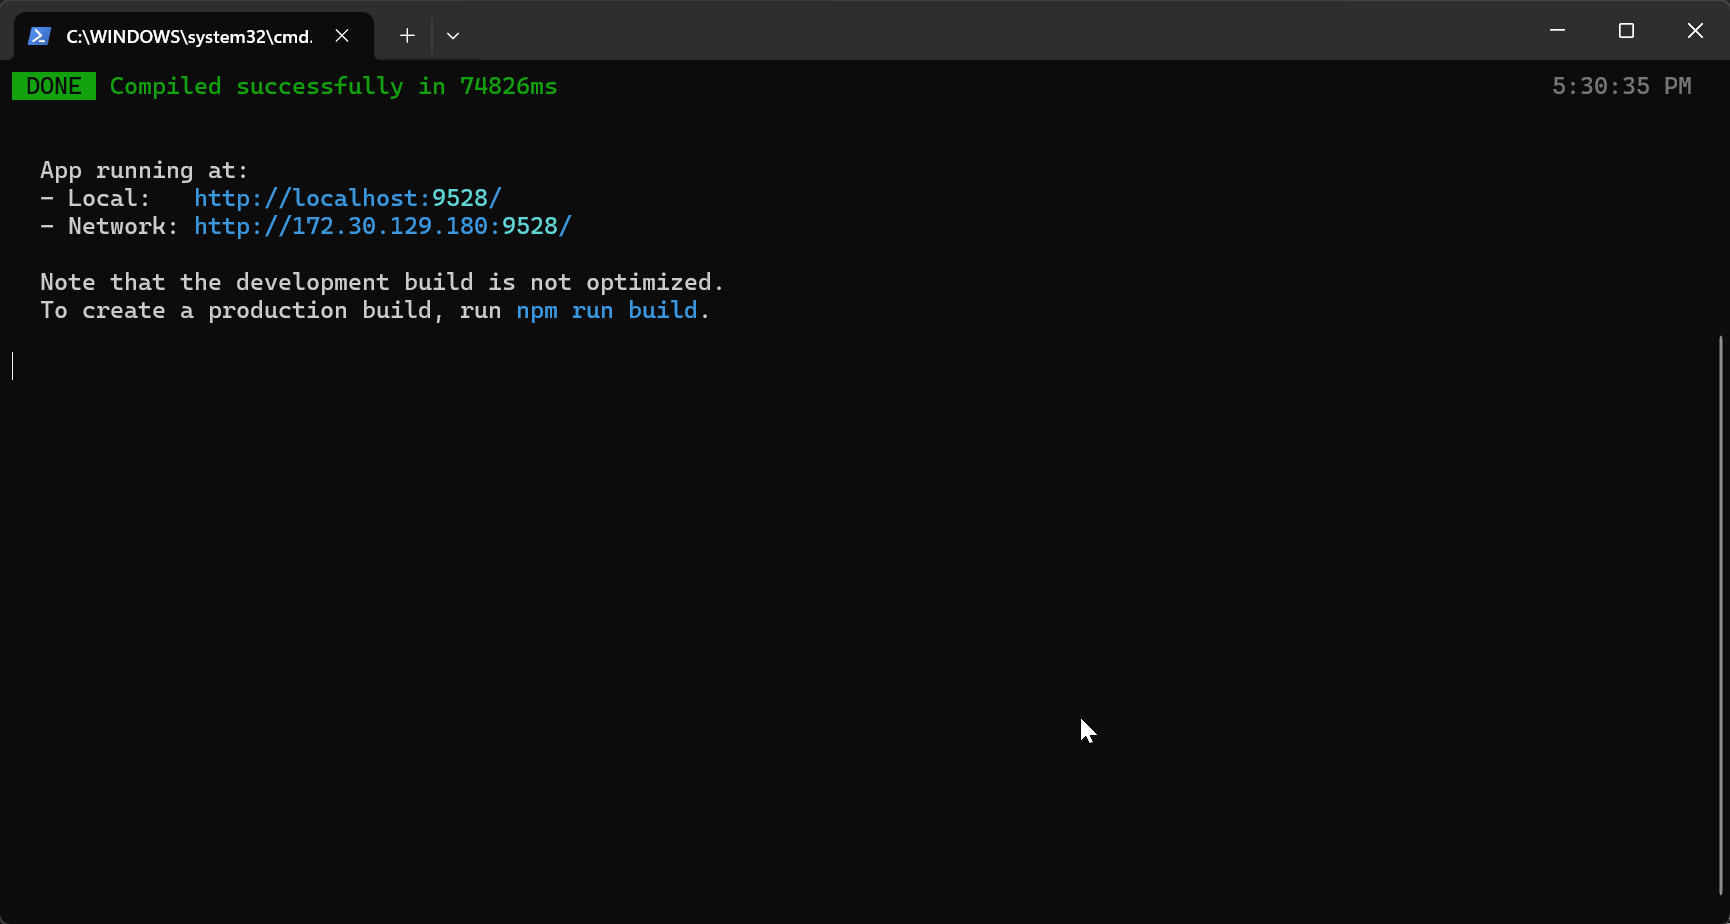 C:\WINDOWS\system32\cmd.
DONE Compiled successfully in 74826ms 5:30:35 PM
App running at:
- Local: http://localhost:9528/
- Network: http://172.30.129.180:9528/
Note that the development build is not optimized.
To create a production build, run npm run build.